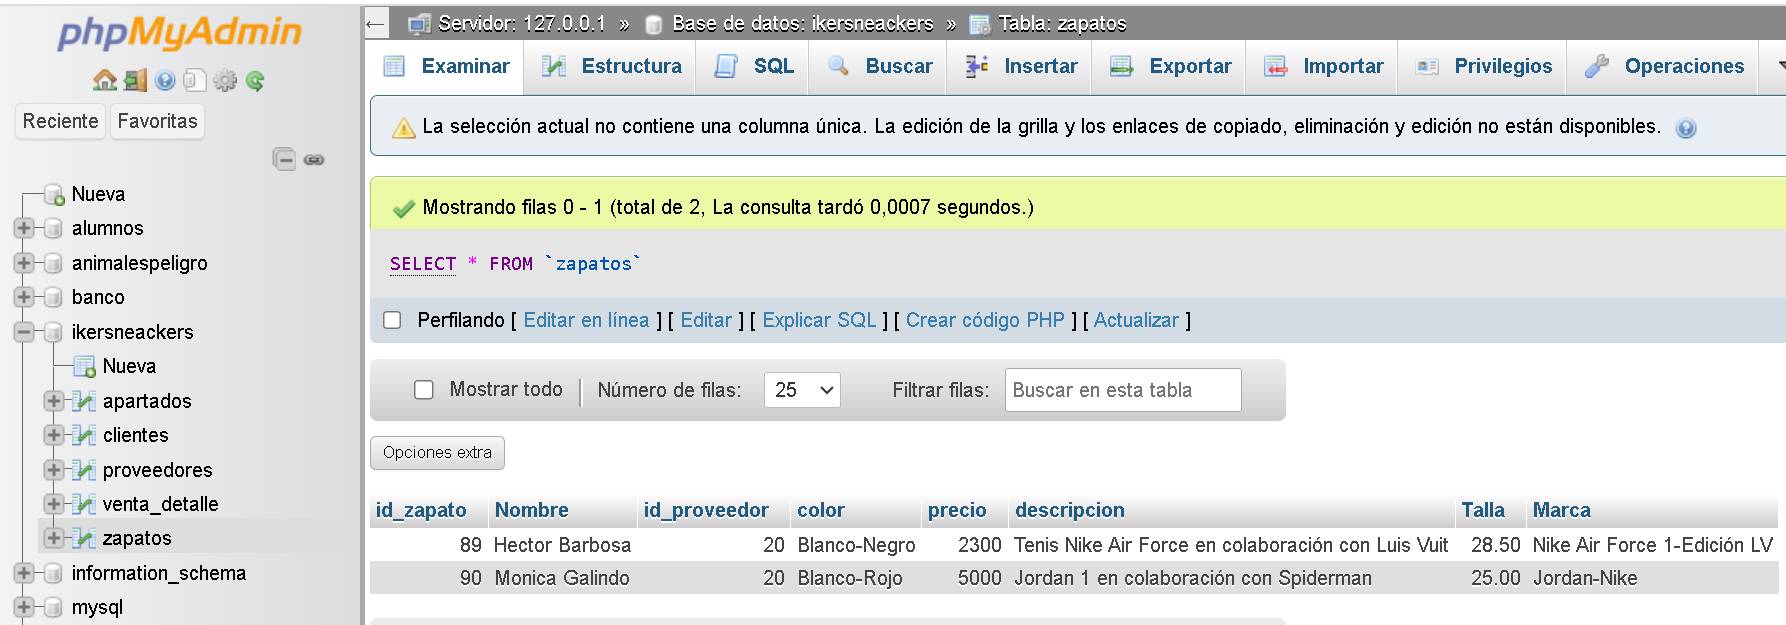 phpMyAdmin
Reciente Favoritas
Nueva
alumnos
animalespeligro
banco
ikersneackers
Nueva
apartados
clientes
proveedores
venta_detalle
zapatos
information_schema
mysql
← Servidor: 127.0.0.1 » Base de datos: ikersneackers » Tabla: zapatos
Examinar Estructura SQL Buscar Insertar Exportar Importar Privilegios Operaciones
La selección actual no contiene una columna única. La edición de la grilla y los enlaces de copiado, eliminación y edición no están disponibles.
Mostrando filas 0 - 1 (total de 2, La consulta tardó 0,0007 segundos.)
SELECT * FROM `zapatos`
Perfilando [ Editar en línea ] [ Editar ] [ Explicar SQL ] [ Crear código PHP ] [ Actualizar ]
Mostrar todo | Número de filas: 25 Filtrar filas: Buscar en esta tabla
Opciones extra
id_zapato Nombre id_proveedor color precio descripcion Talla Marca
89 Hector Barbosa 20 Blanco-Negro 2300 Tenis Nike Air Force en colaboración con Luis Vuit 28.50 Nike Air Force 1-Edición LV
90 Monica Galindo 20 Blanco-Rojo 5000 Jordan 1 en colaboración con Spiderman 25.00 Jordan-Nike